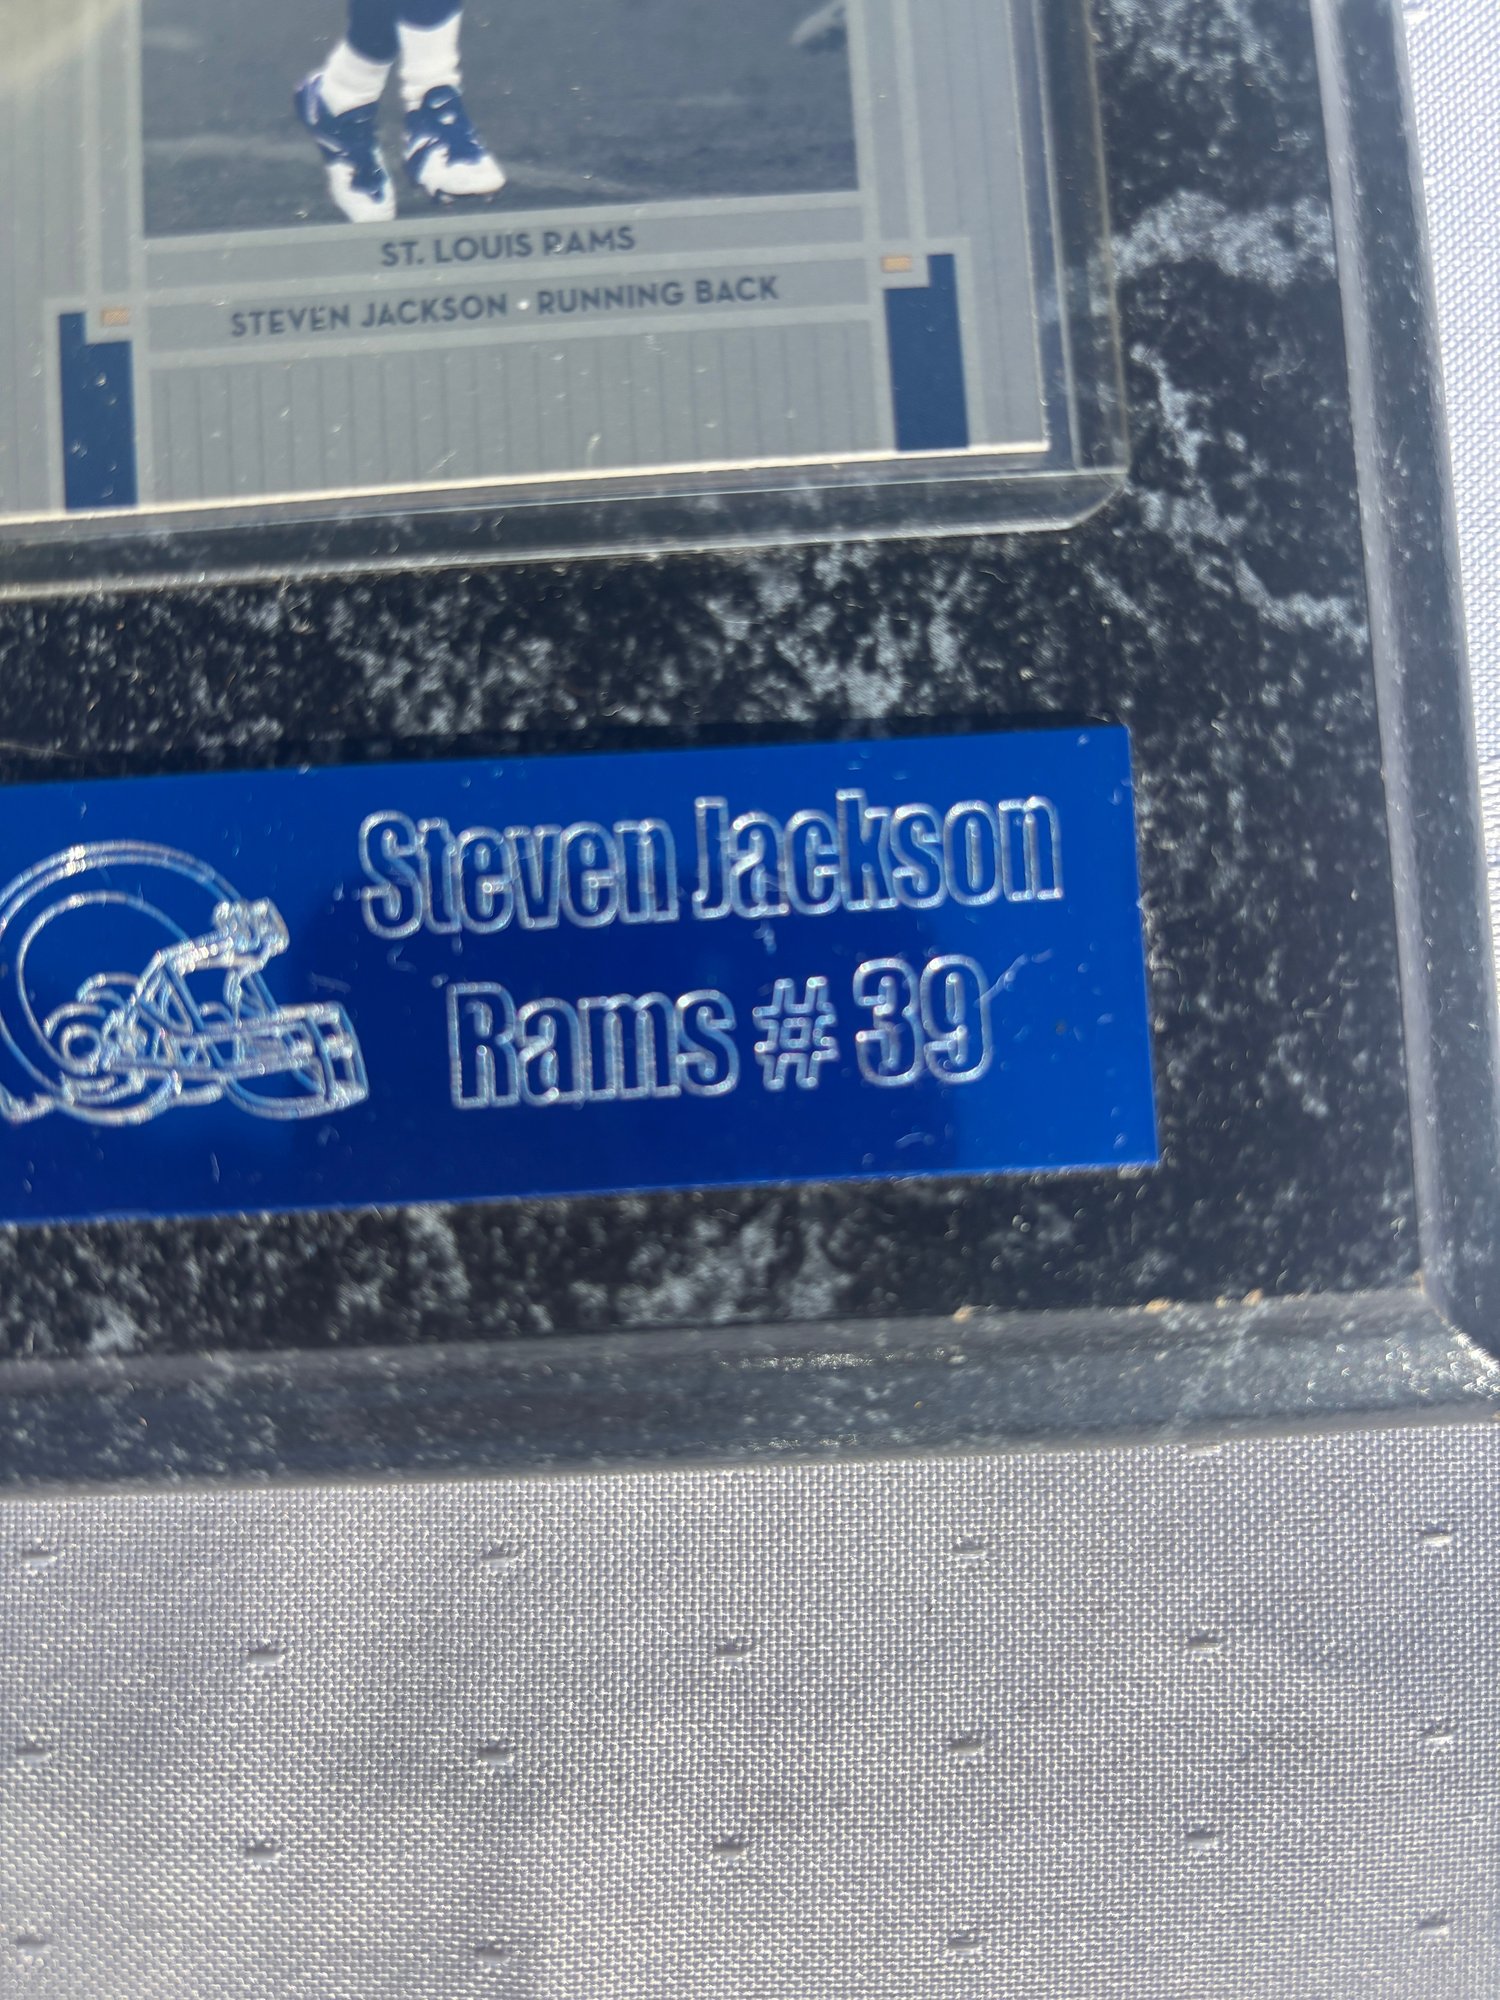 ST. LOUIS RAMS
STEVEN JACKSON • RUNNING BACK
Steven Jackson
Rams # 39